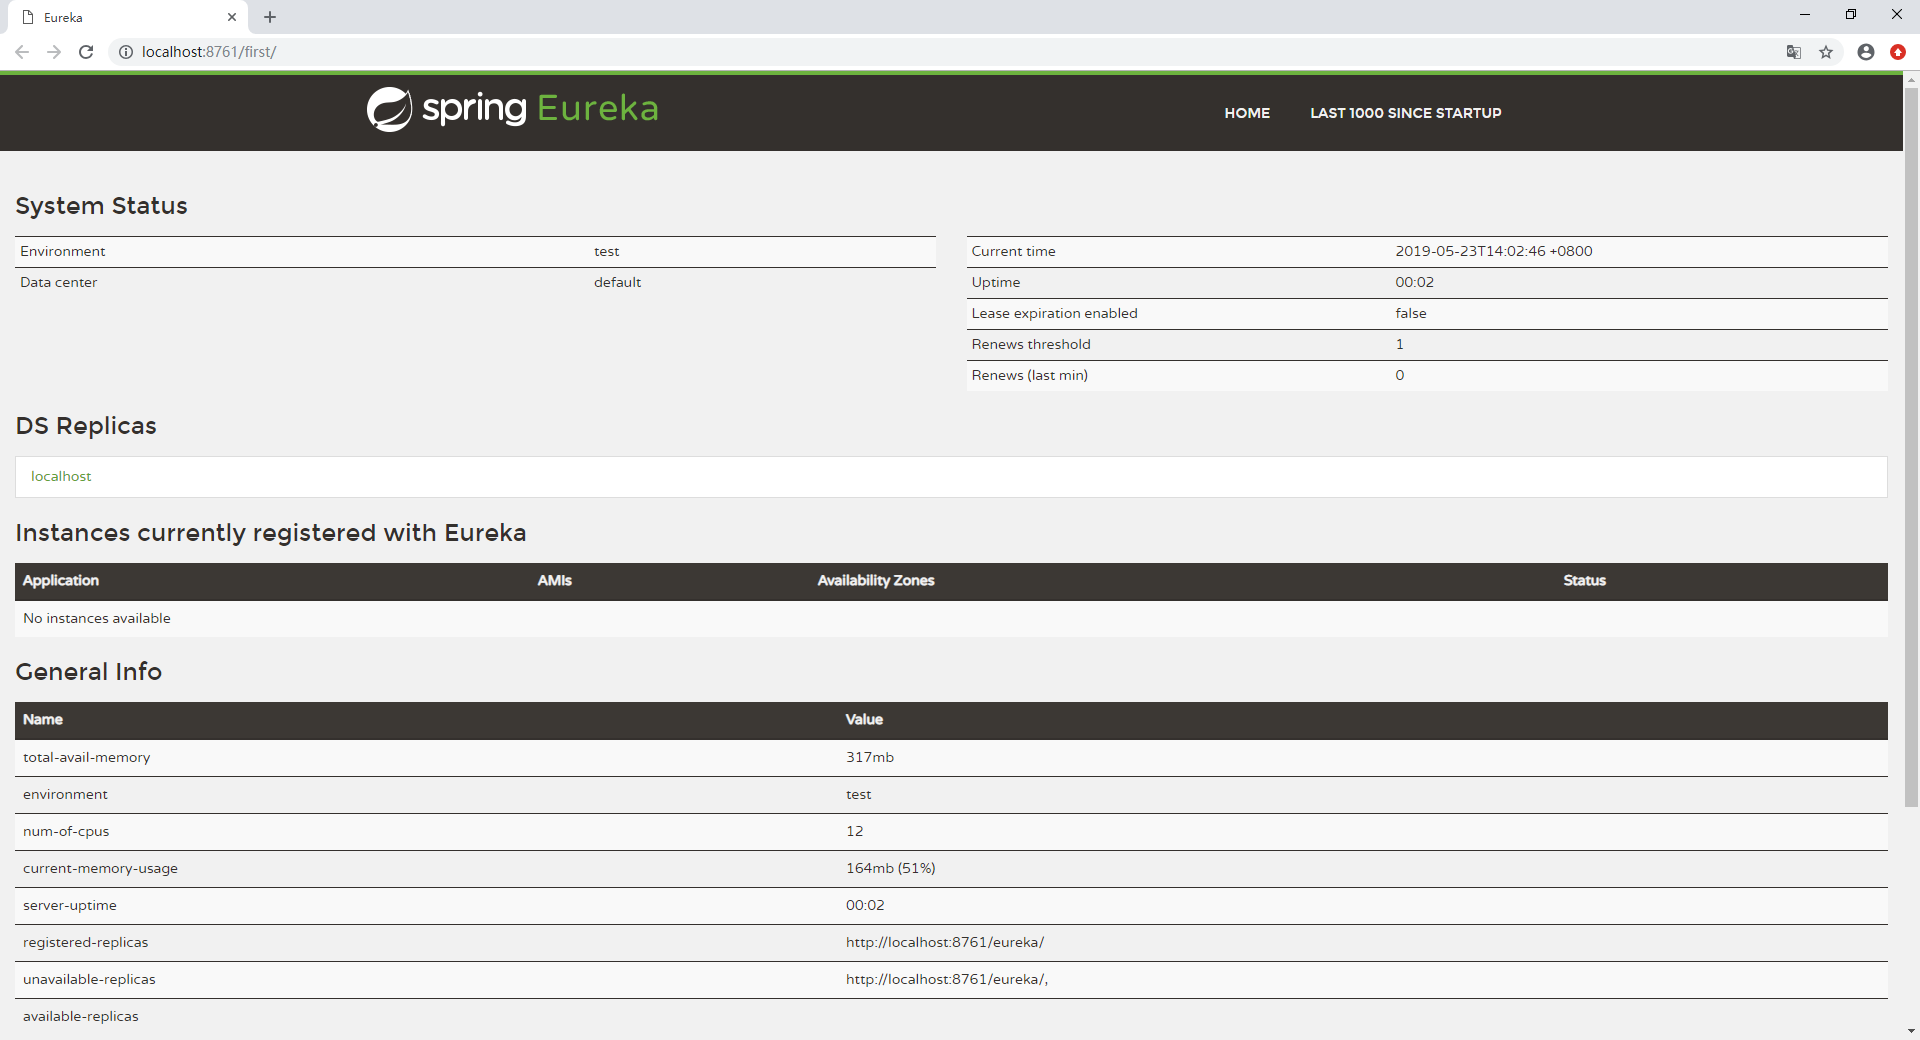 Eureka
localhost:8761/first/
spring Eureka
HOME LAST 1000 SINCE STARTUP
System Status
Environment test
Data center default
Current time 2019-05-23T14:02:46 +0800
Uptime 00:02
Lease expiration enabled false
Renews threshold 1
Renews (last min) 0
DS Replicas
localhost
Instances currently registered with Eureka
Application AMIs Availability Zones Status
No instances available
General Info
Name Value
total-avail-memory 317mb
environment test
num-of-cpus 12
current-memory-usage 164mb (51%)
server-uptime 00:02
registered-replicas http://localhost:8761/eureka/
unavailable-replicas http://localhost:8761/eureka/,
available-replicas